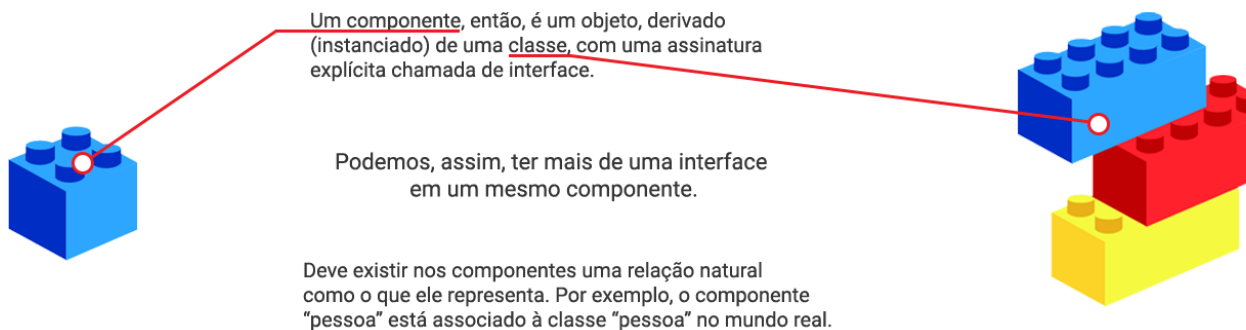 Um componente, então, é um objeto, derivado
(instanciado) de uma classe, com uma assinatura
explícita chamada de interface.
Podemos, assim, ter mais de uma interface
em um mesmo componente.
Deve existir nos componentes uma relação natural
como o que ele representa. Por exemplo, o componente
“pessoa” está associado à classe “pessoa” no mundo real.